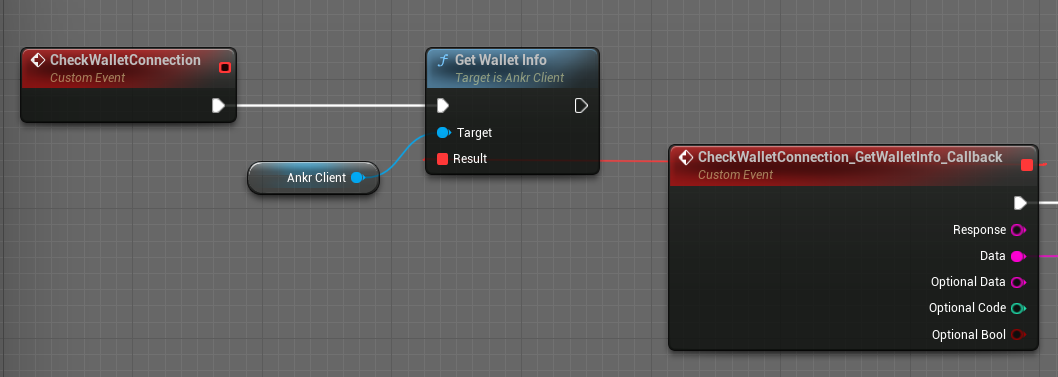 CheckWalletConnection
Custom Event
f Get Wallet Info
Target is Ankr Client
Target
Result
Ankr Client
CheckWalletConnection_GetWalletInfo_Callback
Custom Event
Response
Data
Optional Data
Optional Code
Optional Bool